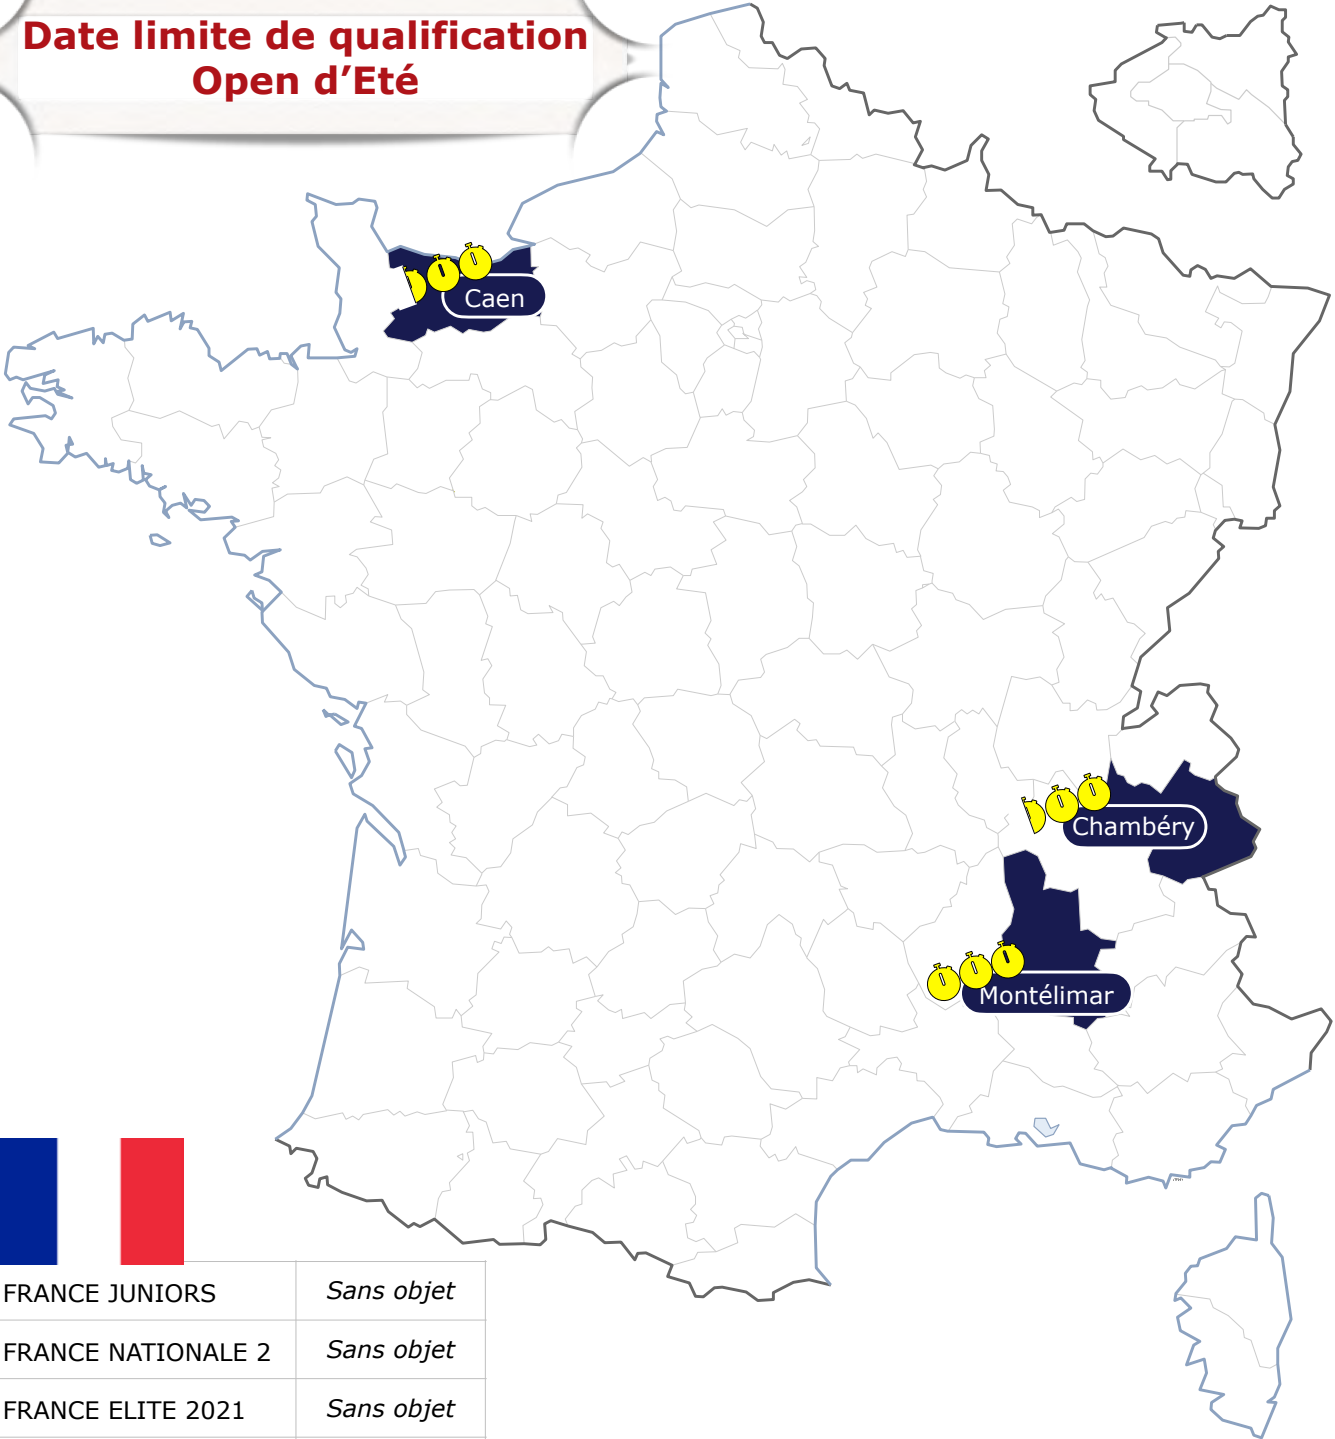 Date limite de qualification
Open d’Eté
Caen
Chambéry
Montélimar
FRANCE JUNIORS Sans objet
FRANCE NATIONALE 2 Sans objet
FRANCE ELITE 2021 Sans objet